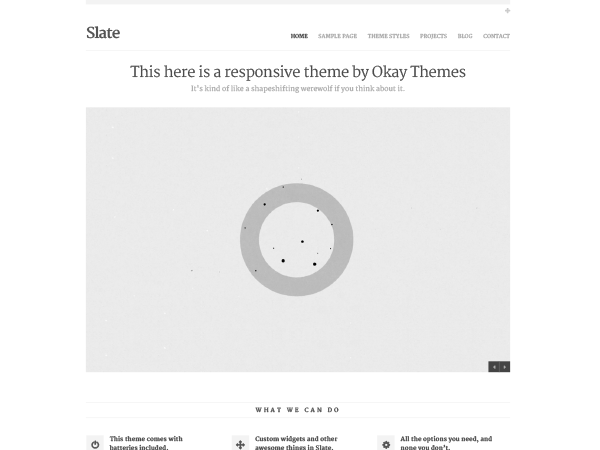 Slate
HOME SAMPLE PAGE THEME STYLES PROJECTS BLOG CONTACT
This here is a responsive theme by Okay Themes
It's kind of like a shapeshifting werewolf if you think about it.
WHAT WE CAN DO
This theme comes with
batteries included.
Custom widgets and other
awesome things in Slate.
All the options you need, and
none you don't.